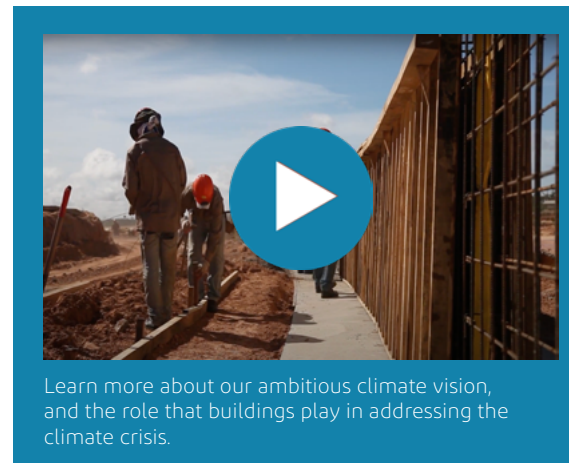 Learn more about our ambitious climate vision,
and the role that buildings play in addressing the
climate crisis.